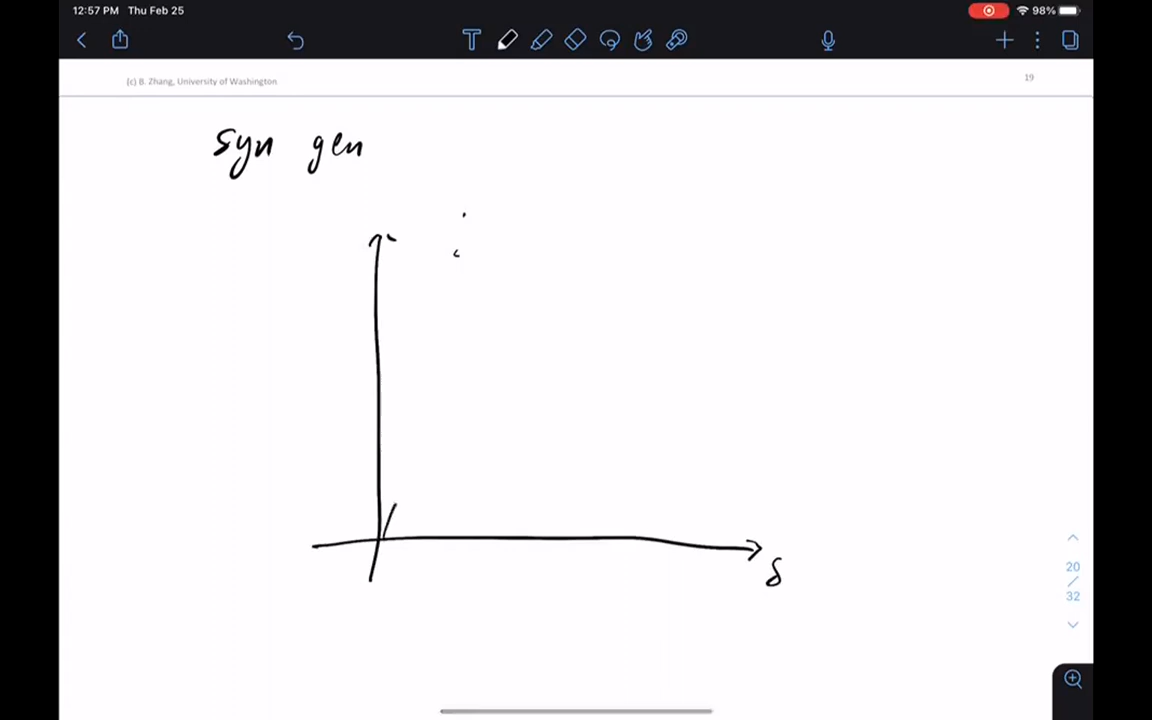 12:57 PM Thu Feb 25 98%
T
(c) B. Zhang, University of Washington
19
syn gen
δ
20
/
32